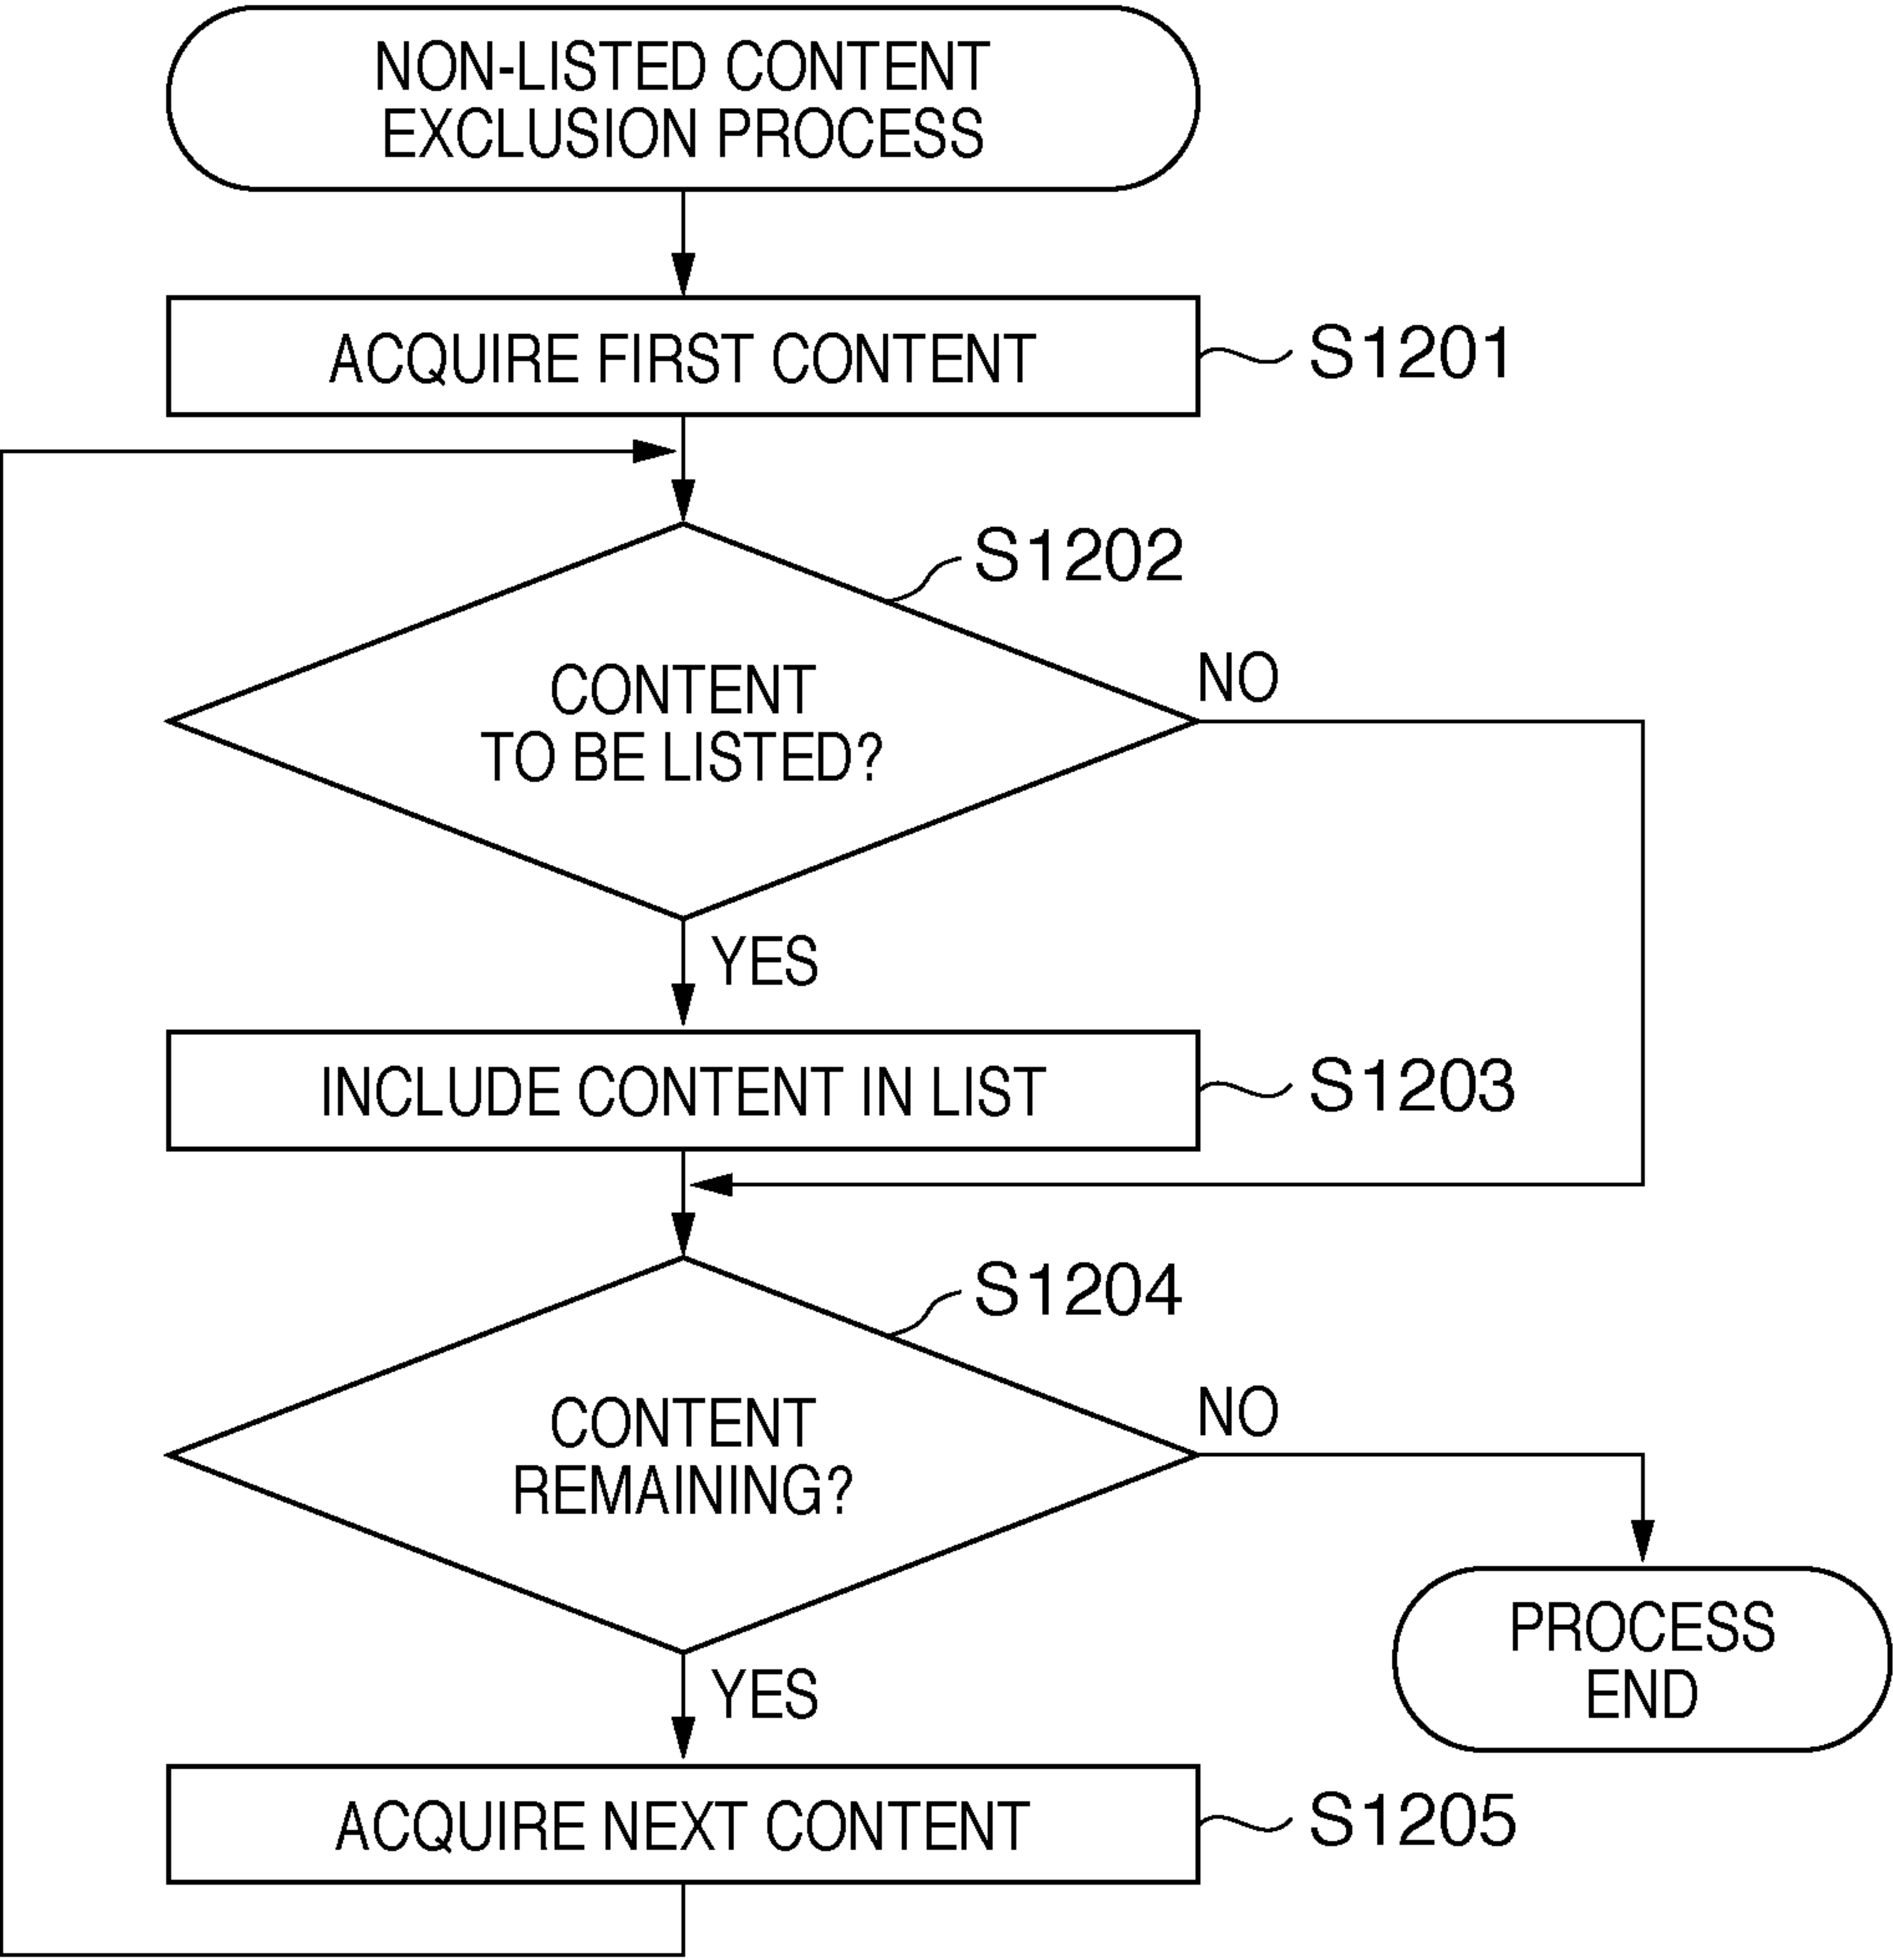 NON-LISTED CONTENT
EXCLUSION PROCESS
ACQUIRE FIRST CONTENT
S1201
S1202
CONTENT
TO BE LISTED?
NO
YES
INCLUDE CONTENT IN LIST
S1203
S1204
CONTENT
REMAINING?
NO
YES
PROCESS
END
ACQUIRE NEXT CONTENT
S1205